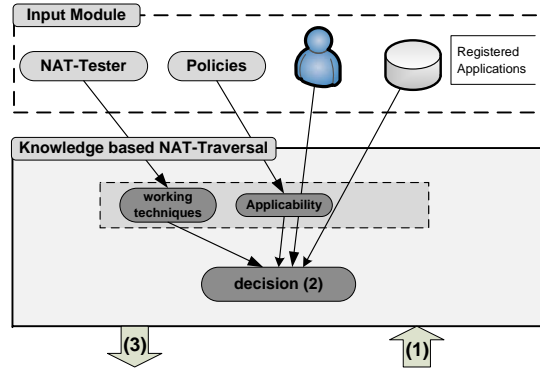 Input Module
NAT-Tester
Policies
Registered
Applications
Knowledge based NAT-Traversal
working
techniques
Applicability
decision (2)
(3)
(1)